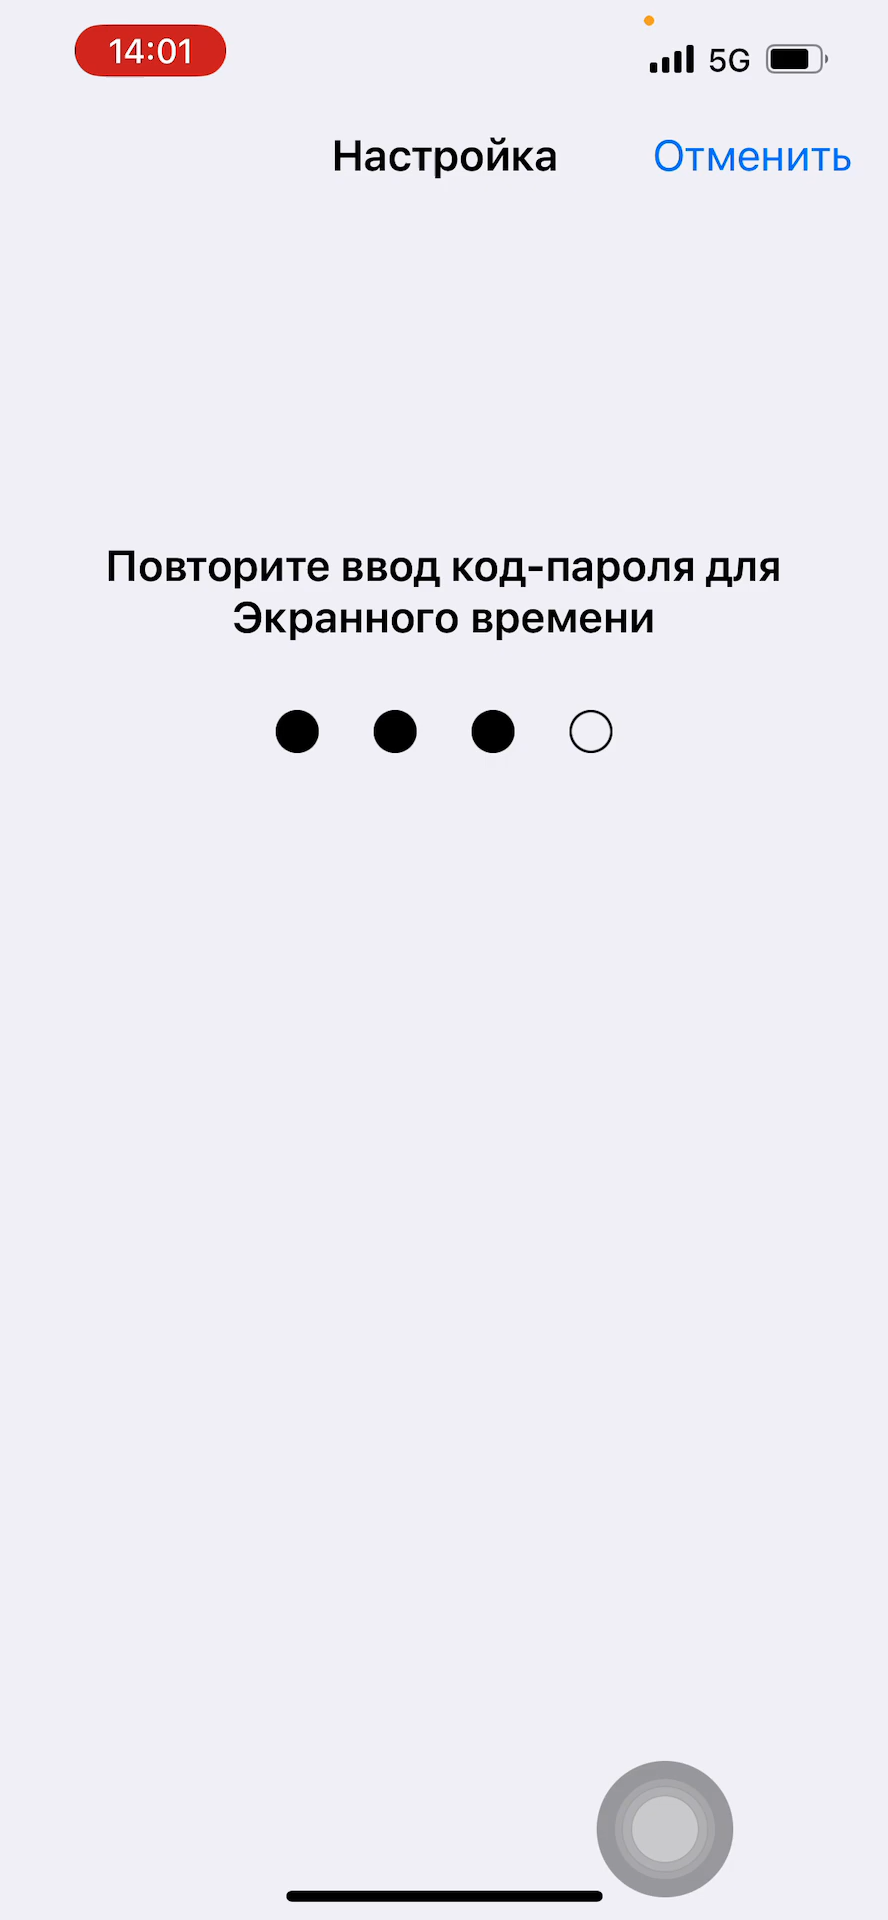 14:01
5G
Настройка
Отменить
Повторите ввод код-пароля для
Экранного времени